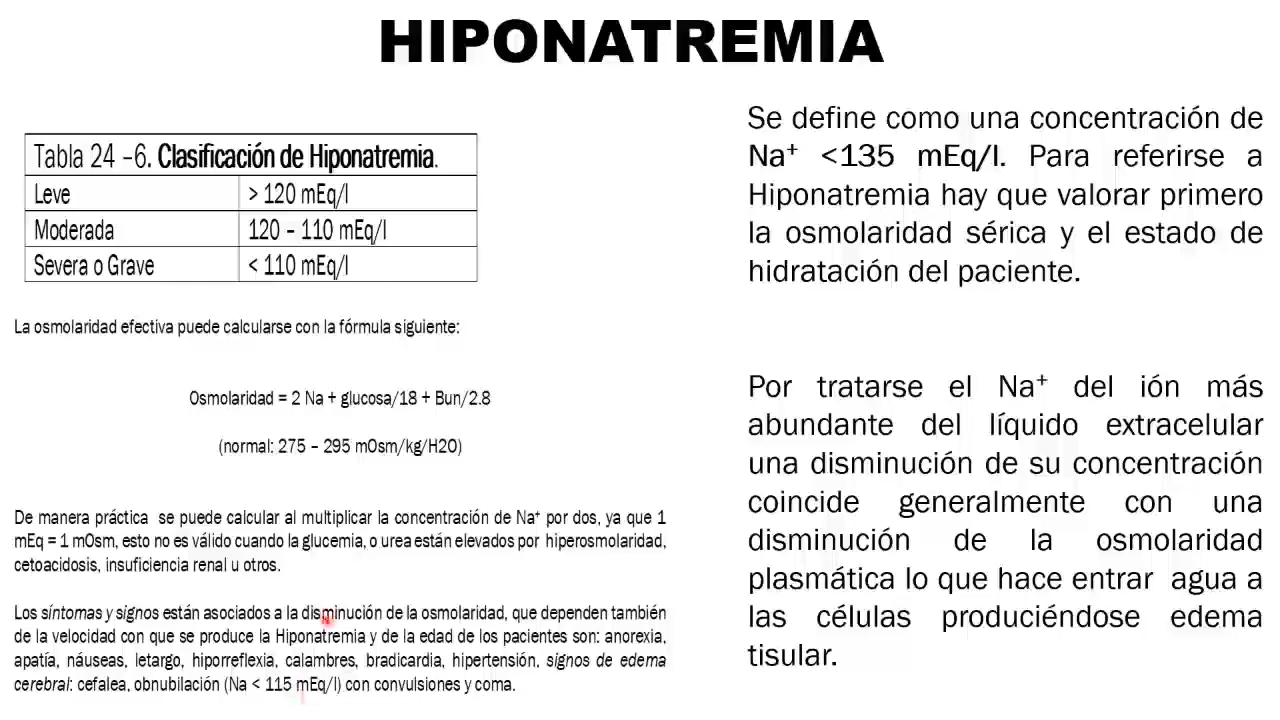 HIPONATREMIA
Tabla 24 –6. Clasificación de Hiponatremia.
Leve > 120 mEq/l
Moderada 120 – 110 mEq/l
Severa o Grave < 110 mEq/l
La osmolaridad efectiva puede calcularse con la fórmula siguiente:
Osmolaridad = 2 Na + glucosa/18 + Bun/2.8
(normal: 275 – 295 mOsm/kg/H2O)
De manera práctica se puede calcular al multiplicar la concentración de Na⁺ por dos, ya que 1
mEq = 1 mOsm, esto no es válido cuando la glucemia, o urea están elevados por hiperosmolaridad,
cetoacidosis, insuficiencia renal u otros.
Los síntomas y signos están asociados a la disminución de la osmolaridad, que dependen también
de la velocidad con que se produce la Hiponatremia y de la edad de los pacientes son: anorexia,
apatía, náuseas, letargo, hiporreflexia, calambres, bradicardia, hipertensión, signos de edema
cerebral: cefalea, obnubilación (Na < 115 mEq/l) con convulsiones y coma.
Se define como una concentración de
Na⁺ <135 mEq/l. Para referirse a
Hiponatremia hay que valorar primero
la osmolaridad sérica y el estado de
hidratación del paciente.
Por tratarse el Na⁺ del ión más
abundante del líquido extracelular
una disminución de su concentración
coincide generalmente con una
disminución de la osmolaridad
plasmática lo que hace entrar agua a
las células produciéndose edema
tisular.